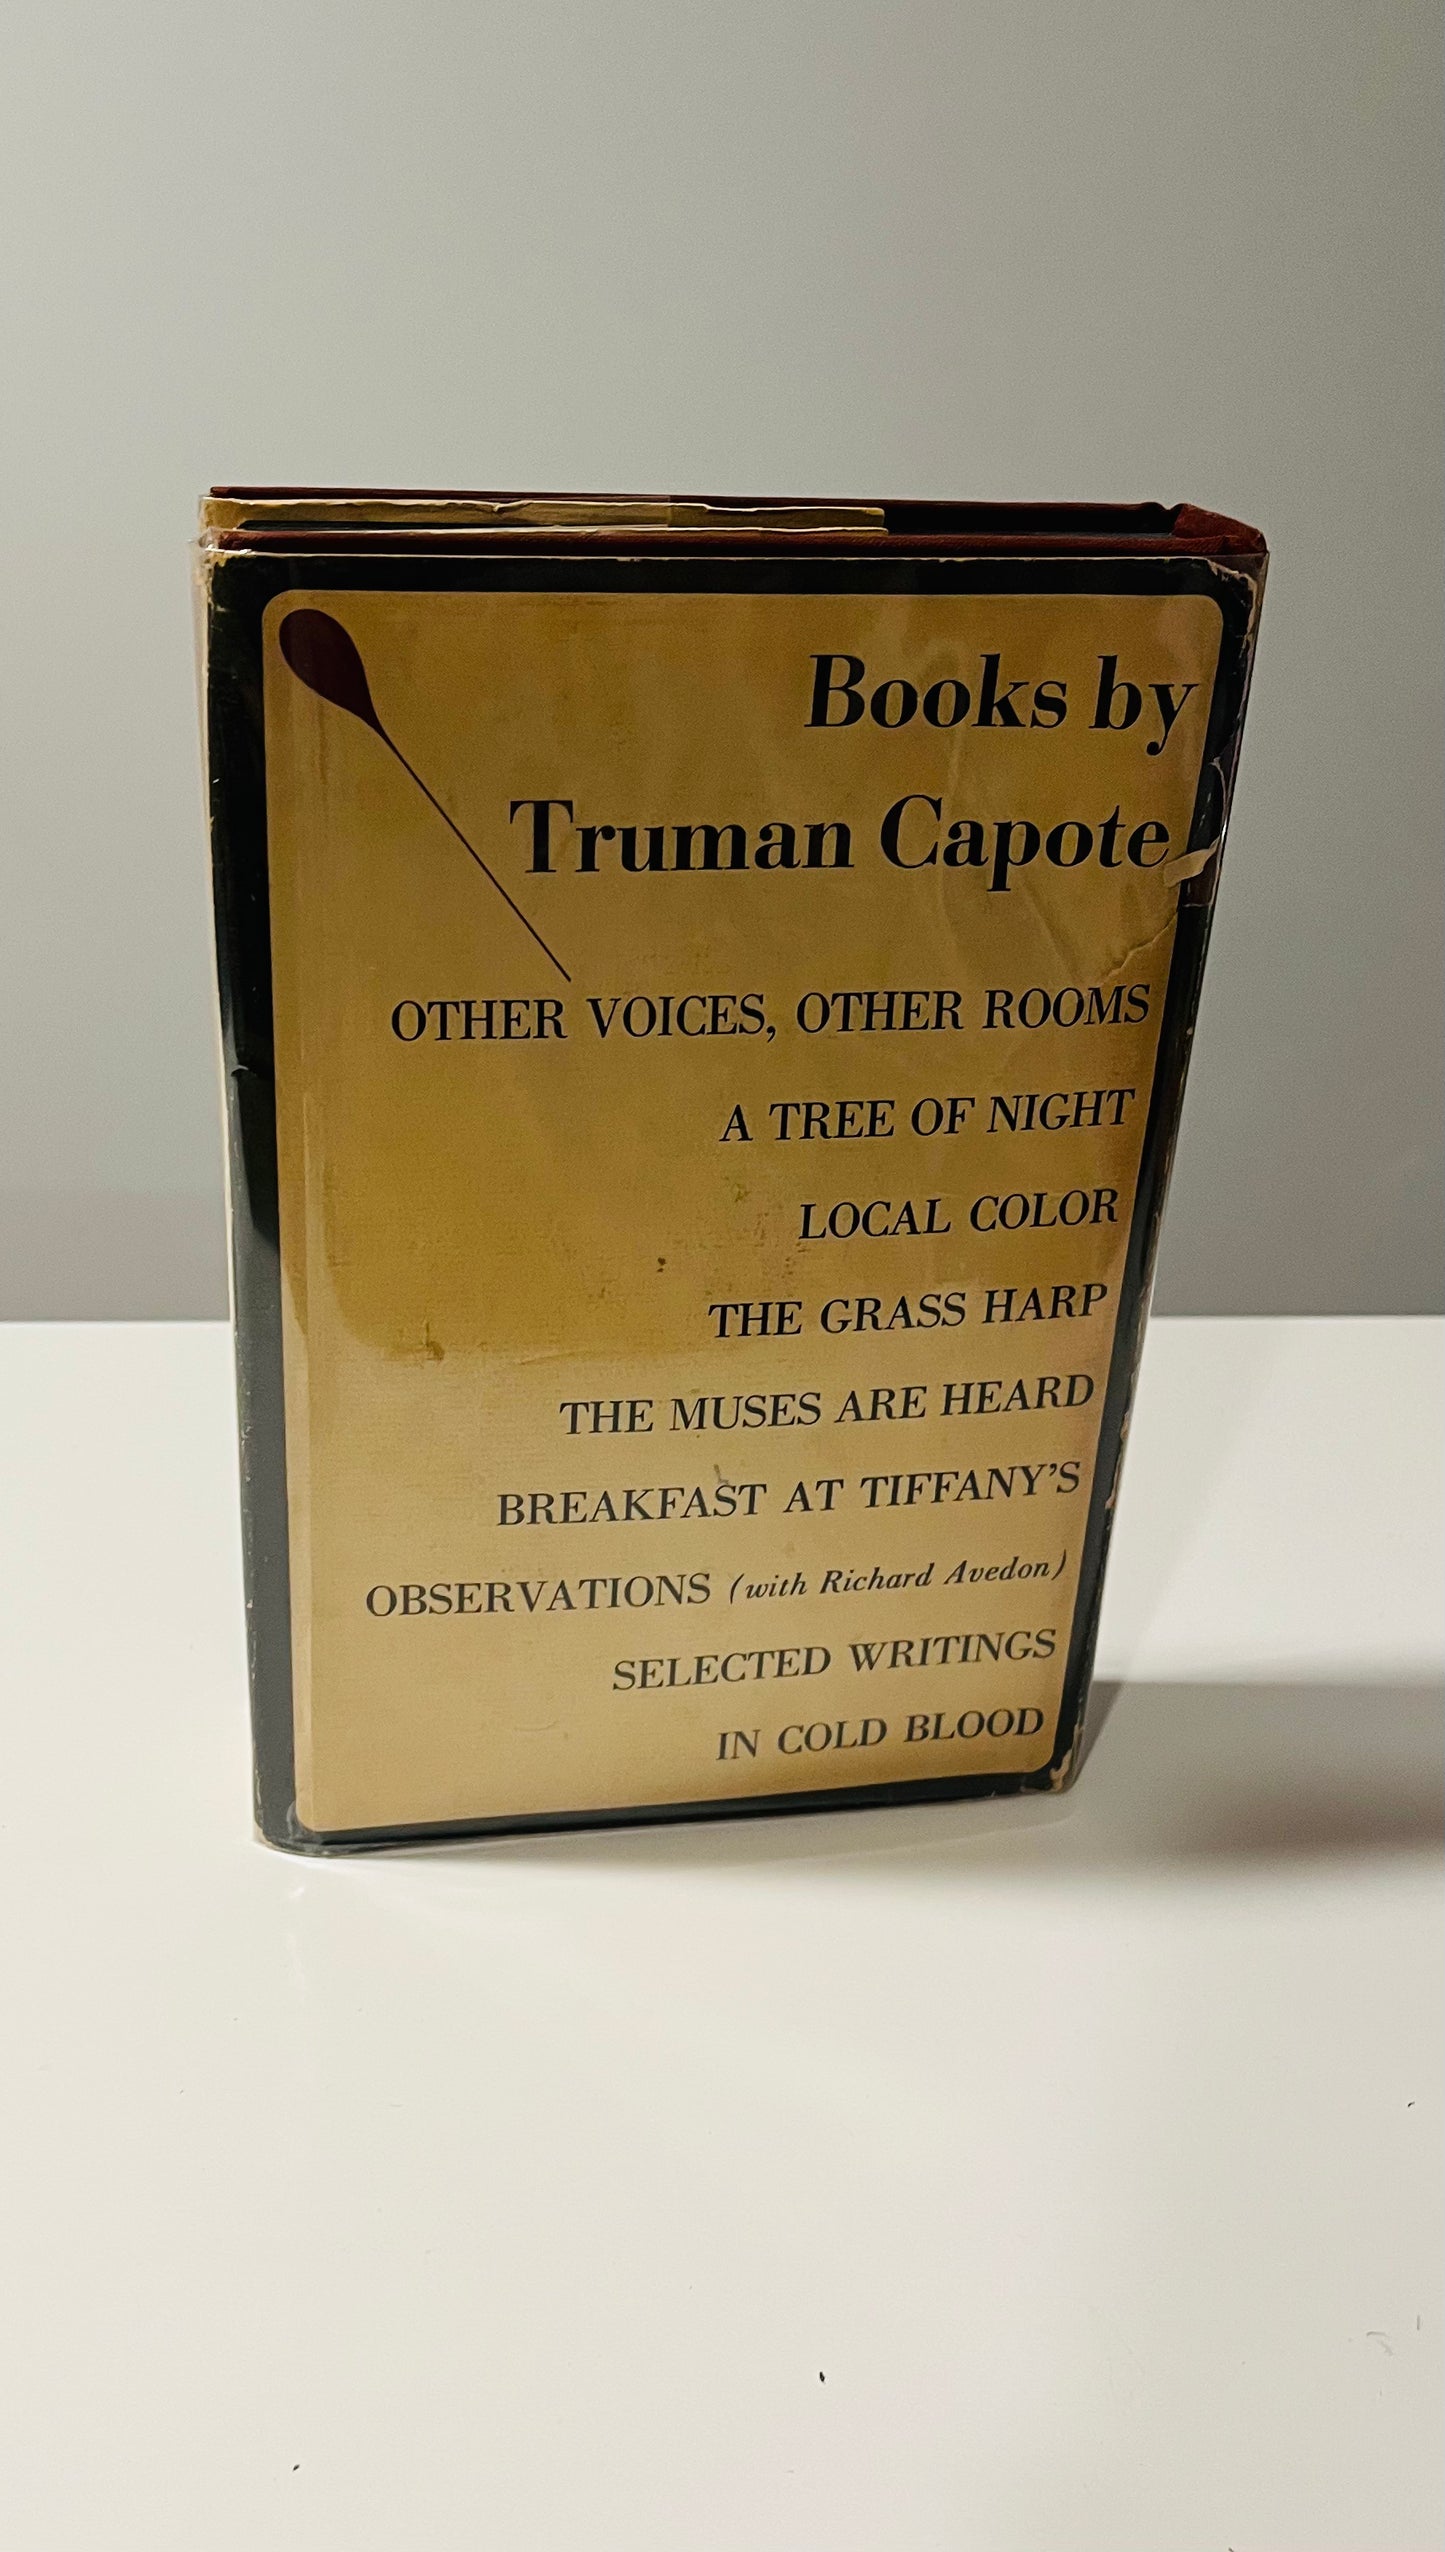 Books by
Truman Capote
OTHER VOICES, OTHER ROOMS
A TREE OF NIGHT
LOCAL COLOR
THE GRASS HARP
THE MUSES ARE HEARD
BREAKFAST AT TIFFANY'S
OBSERVATIONS (with Richard Avedon)
SELECTED WRITINGS
IN COLD BLOOD